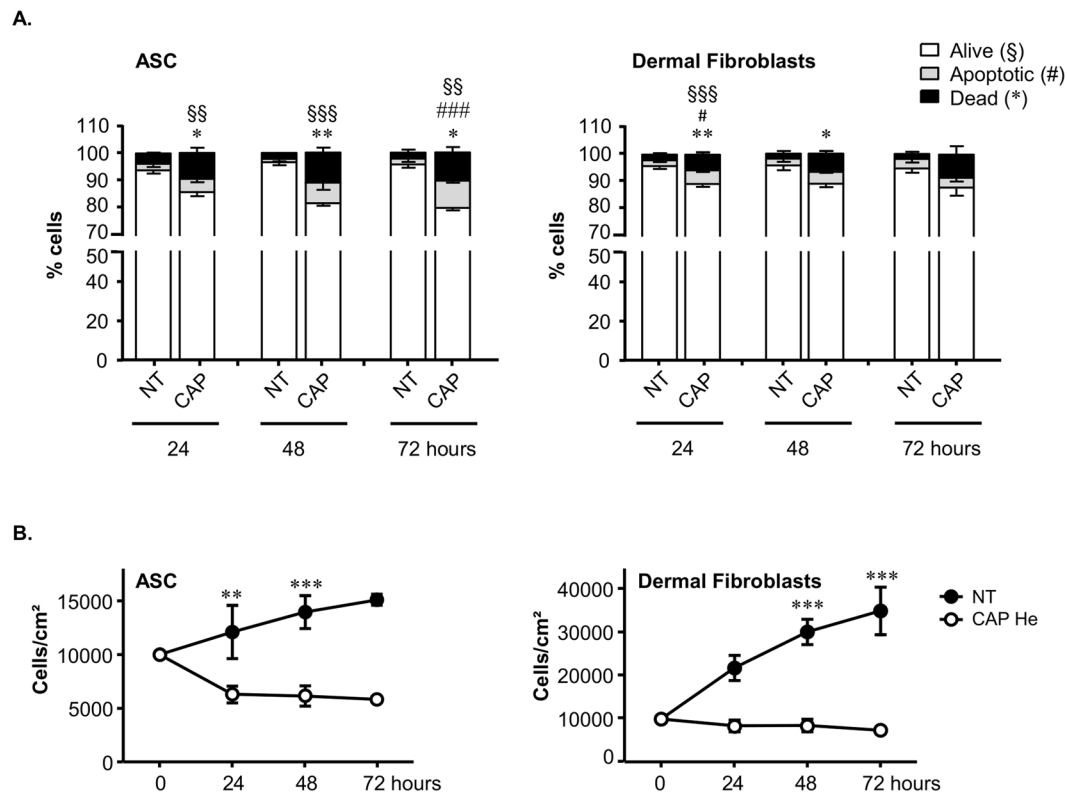 A.
ASC
Dermal Fibroblasts
Alive (§)
Apoptotic (#)
Dead (*)
§§
*
§§§
**
§§
###
*
§§§
#
**
*
% cells
110
100
90
80
70
50
40
20
0
NT
CAP
NT
CAP
NT
CAP
24
48
72 hours
% cells
110
100
90
80
70
50
40
20
0
NT
CAP
NT
CAP
NT
CAP
24
48
72 hours
B.
ASC
**
***
Cells/cm²
15000
10000
5000
0
0
24
48
72 hours
Dermal Fibroblasts
***
***
Cells/cm²
40000
30000
20000
10000
0
0
24
48
72 hours
NT
CAP He